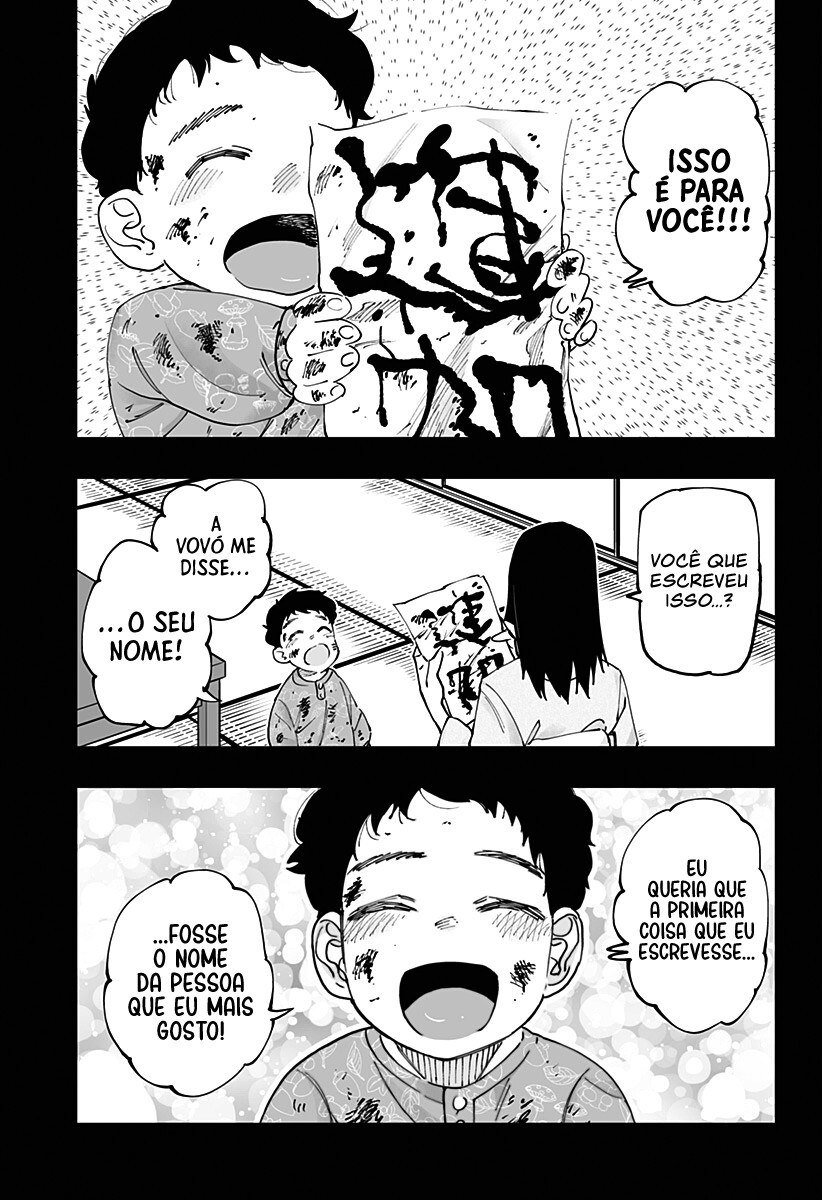 ISSO
É PARA
VOCÊ!!!
VOCÊ QUE
ESCREVEU
ISSO...?
A
VOVÓ ME
DISSE...
...O SEU
NOME!
EU
QUERIA QUE
A PRIMEIRA
COISA QUE EU
ESCREVESSE...
...FOSSE
O NOME
DA PESSOA
QUE EU MAIS
GOSTO!